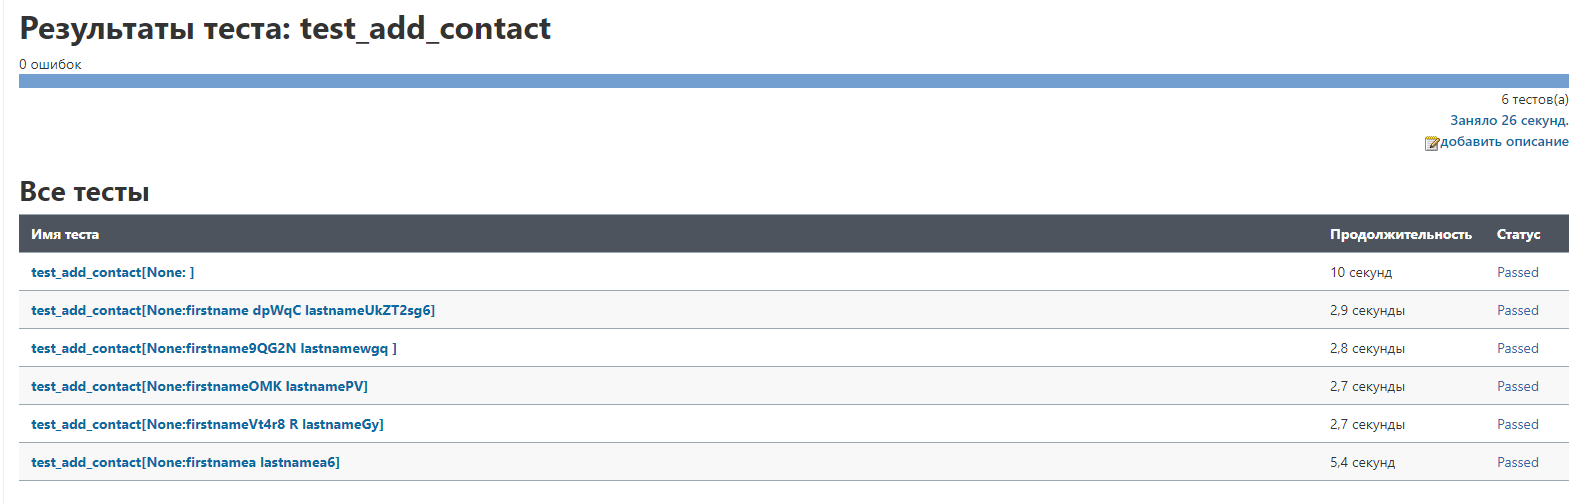 Результаты теста: test_add_contact
0 ошибок
6 тестов(а)
Заняло 26 секунд.
добавить описание
Все тесты
Имя теста Продолжительность Статус
test_add_contact[None: ] 10 секунд Passed
test_add_contact[None:firstname dpWqC lastnameUkZT2sg6] 2,9 секунды Passed
test_add_contact[None:firstname9QG2N lastnamewgq ] 2,8 секунды Passed
test_add_contact[None:firstnameOMK lastnamePV] 2,7 секунды Passed
test_add_contact[None:firstnameVt4r8 R lastnameGy] 2,7 секунды Passed
test_add_contact[None:firstnamea lastnamea6] 5,4 секунд Passed